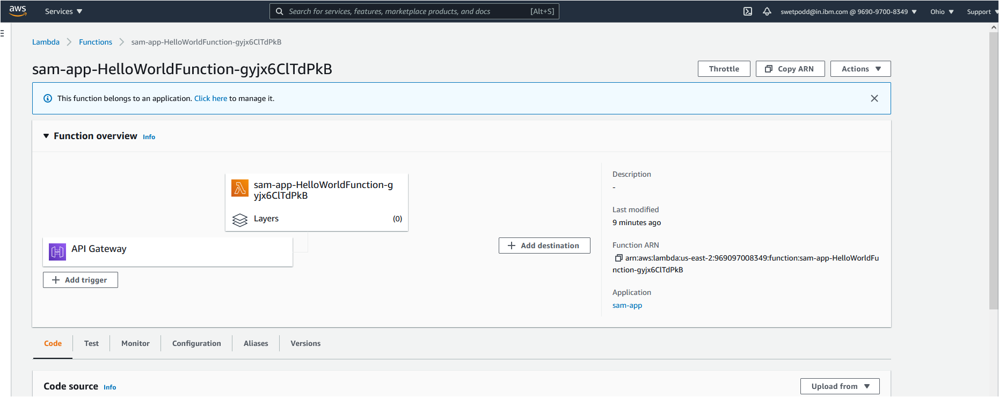 aws Services Search for services, features, marketplace products, and docs [Alt+S] swetpodd@in.ibm.com @ 9690-9700-8349 Ohio Support
Lambda Functions sam-app-HelloWorldFunction-gyjx6ClTdPkB
sam-app-HelloWorldFunction-gyjx6ClTdPkB Throttle Copy ARN Actions
This function belongs to an application. Click here to manage it.
Function overview Info
sam-app-HelloWorldFunction-g
yjx6ClTdPkB
Layers (0)
API Gateway
Add trigger
Add destination
Description
-
Last modified
9 minutes ago
Function ARN
arn:aws:lambda:us-east-2:969097008349:function:sam-app-HelloWorldFu
nction-gyjx6ClTdPkB
Application
sam-app
Code Test Monitor Configuration Aliases Versions
Code source Info Upload from